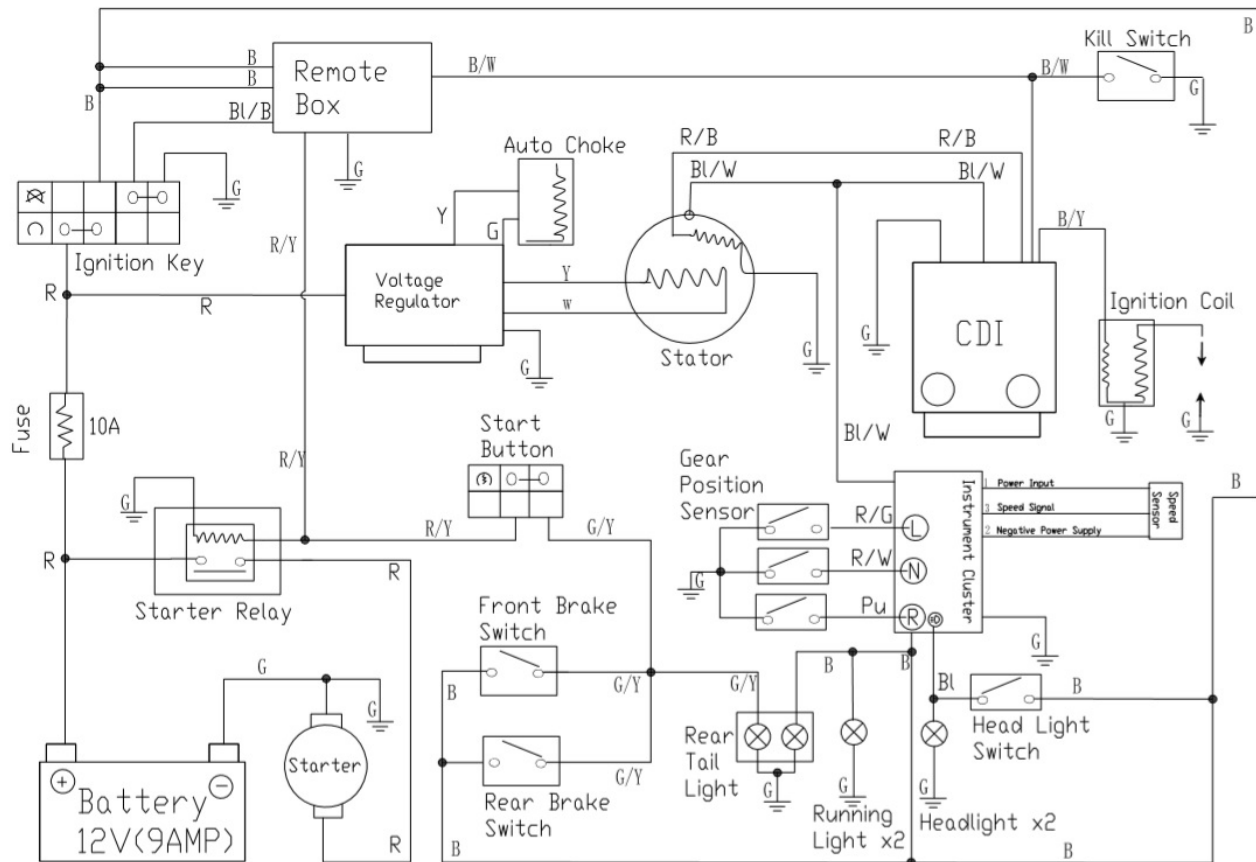 B
B
B
B
Bl/B
Remote
Box
B/W
B/W
Kill Switch
G
G
G
Auto Choke
R/B
R/B
Bl/W
Bl/W
Y
G
B/Y
R/Y
Ignition Key
R
R
Voltage
Regulator
Y
W
Stator
G
G
G
CDI
Ignition Coil
G
G
Fuse
10A
Bl/W
Start
Button
R/Y
G
R/Y
G/Y
R
R
Starter Relay
Gear
Position
Sensor
R/G
L
R/W
N
G
Pu
R
Instrument Cluster
1 Power Input
3 Speed Signal
2 Negative Power Supply
Speed
Sensor
B
G
Front Brake
Switch
B
G/Y
G/Y
B
B
Bl
B
Head Light
Switch
G
G
Battery
12V(9AMP)
Starter
R
B
G/Y
Rear Brake
Switch
Rear
Tail
Light
G
G
Running
Light x2
G
Headlight x2
B
B